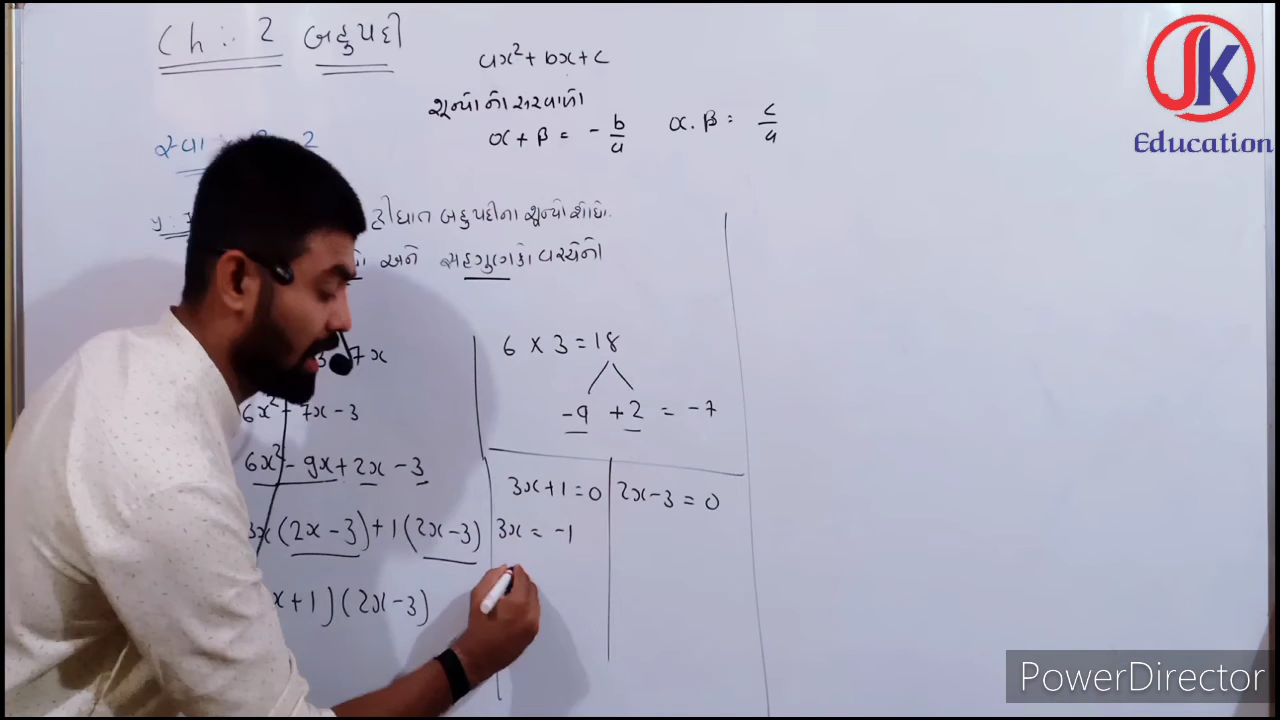 Ch : 2 બહુપદી
ax² + bx + c
શૂન્યોનો સરવાળો
α + β = - b/a α . β = c/a
સ્વા 2
દ્વિઘાત બહુપદીના શૂન્યો શોધો.
અને સહગુણકો વચ્ચેનો
3 7x
6x² - 7x - 3
6x² - 9x + 2x - 3
3x (2x - 3) + 1 (2x - 3)
x + 1) (2x - 3)
6 × 3 = 18
-9 +2 = -7
3x + 1 = 0 2x - 3 = 0
3x = -1
JK
Education
PowerDirector